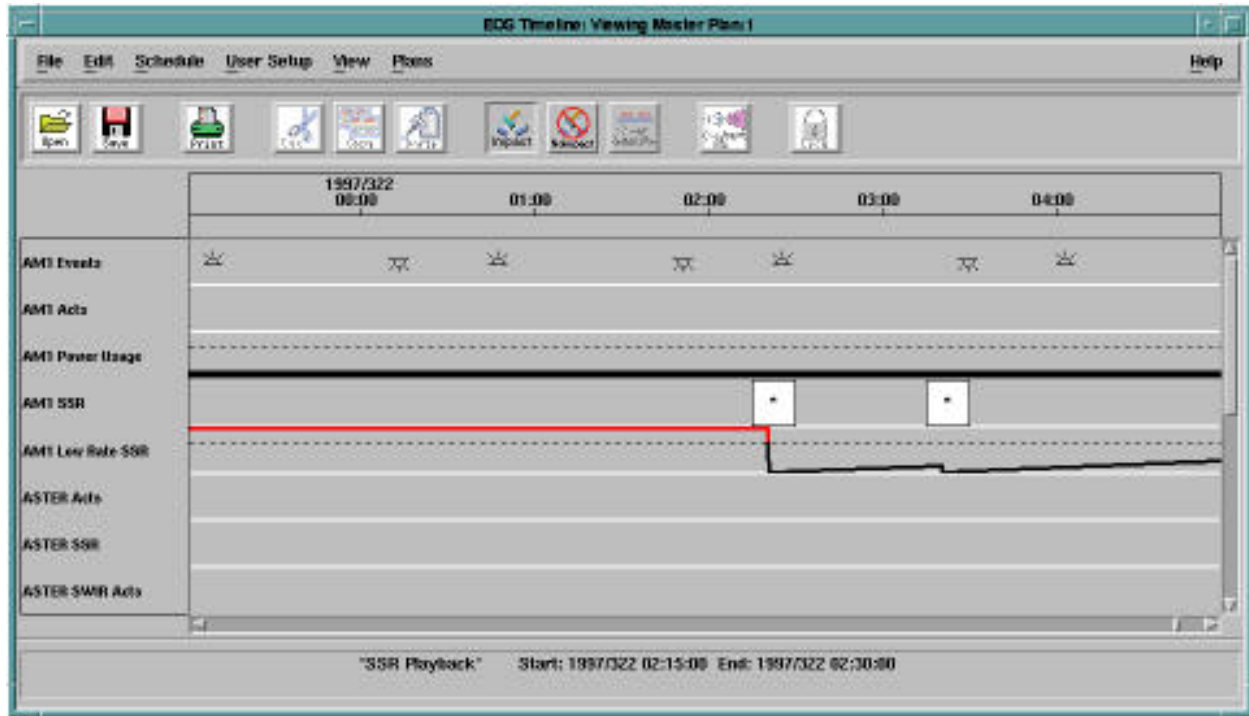 EOS Timeline: Viewing Master Plan:1
File Edit Schedule User Setup View Plans Help
Open Save Print Impact
1997/322
00:00 01:00 02:00 03:00 04:00
AM1 Events
AM1 Acts
AM1 Power Usage
AM1 SSR
* *
AM1 Low Rate SSR
ASTER Acts
ASTER SSR
ASTER SWIR Acts
"SSR Playback" Start: 1997/322 02:15:00 End: 1997/322 02:30:00